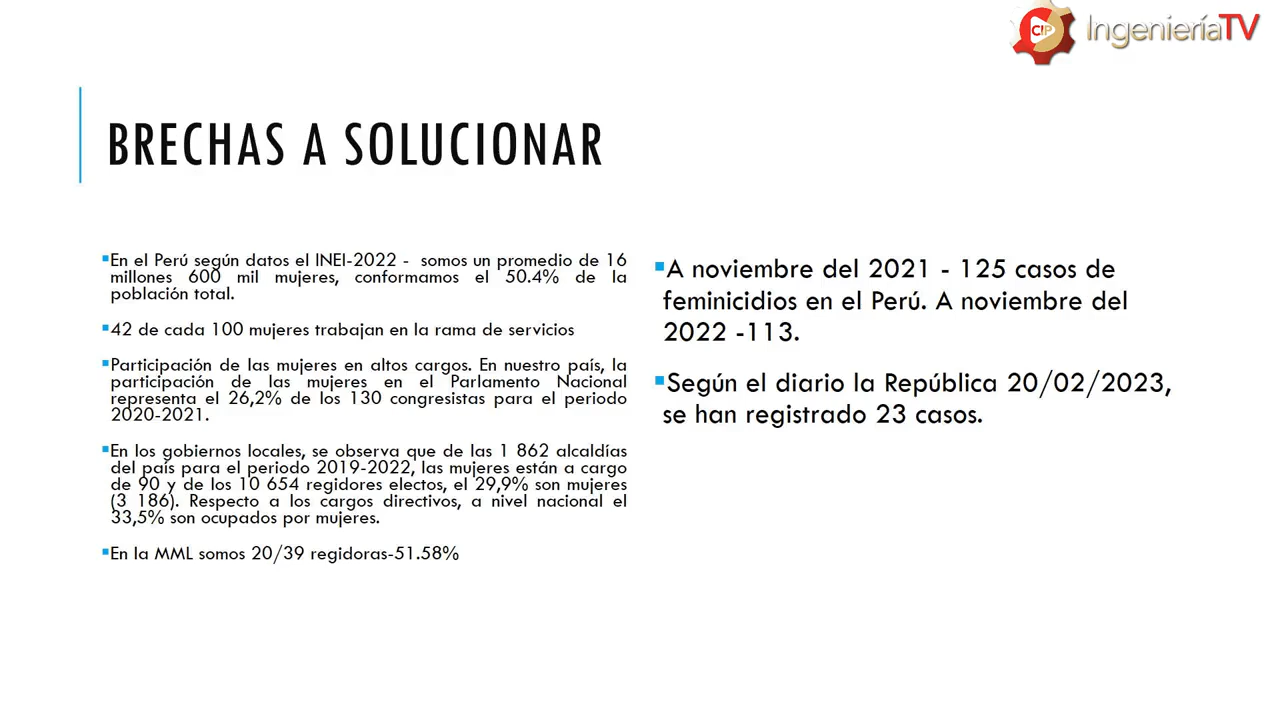 CIP IngenieríaTV
BRECHAS A SOLUCIONAR
▪En el Perú según datos el INEI-2022 - somos un promedio de 16
millones 600 mil mujeres, conformamos el 50.4% de la
población total.
▪42 de cada 100 mujeres trabajan en la rama de servicios
▪Participación de las mujeres en altos cargos. En nuestro país, la
participación de las mujeres en el Parlamento Nacional
representa el 26,2% de los 130 congresistas para el periodo
2020-2021.
▪En los gobiernos locales, se observa que de las 1 862 alcaldías
del país para el periodo 2019-2022, las mujeres están a cargo
de 90 y de los 10 654 regidores electos, el 29,9% son mujeres
(3 186). Respecto a los cargos directivos, a nivel nacional el
33,5% son ocupados por mujeres.
▪En la MML somos 20/39 regidoras-51.58%
▪A noviembre del 2021 - 125 casos de
feminicidios en el Perú. A noviembre del
2022 -113.
▪Según el diario la República 20/02/2023,
se han registrado 23 casos.